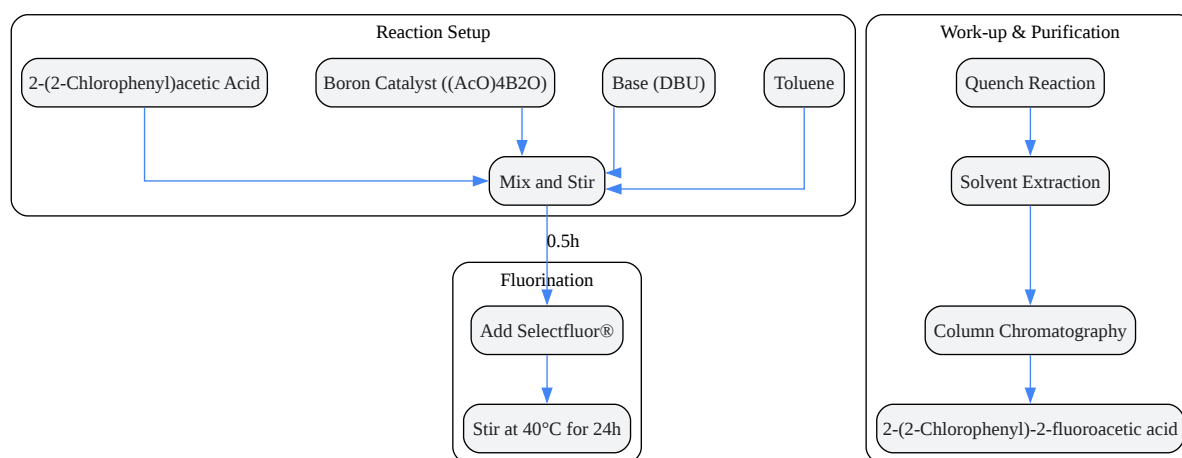 Reaction Setup
2-(2-Chlorophenyl)acetic Acid
Boron Catalyst ((AcO)4B2O)
Base (DBU)
Toluene
Mix and Stir
0.5h
Fluorination
Add Selectfluor®
Stir at 40°C for 24h
Work-up & Purification
Quench Reaction
Solvent Extraction
Column Chromatography
2-(2-Chlorophenyl)-2-fluoroacetic acid